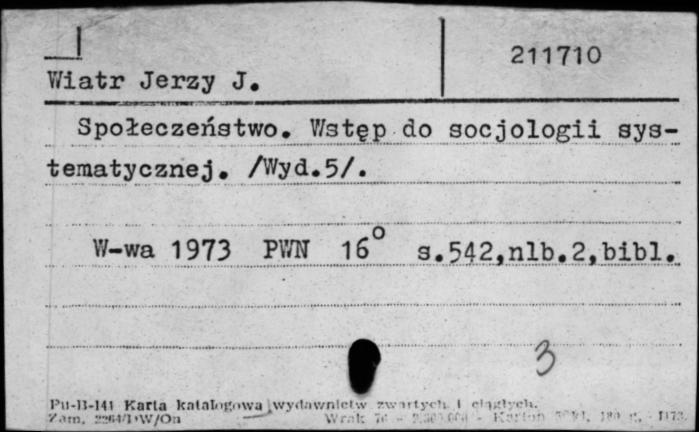 211710
Wiatr Jerzy J.
Społeczeństwo. Wstęp do socjologii sys-
tematycznej. /Wyd.5/.
W-wa 1973 PWN 16° s.542,nlb.2,bibl.
3
Pu-B-141 Karta katalogowa wydawnictw zwartych i ciągłych.
Zam.